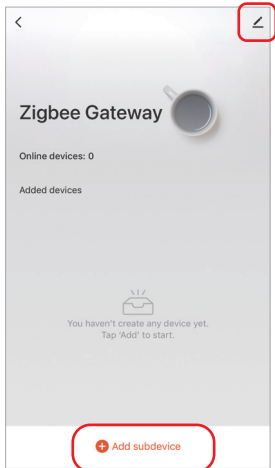 Zigbee Gateway
Online devices: 0
Added devices
You haven't create any device yet.
Tap 'Add' to start.
Add subdevice